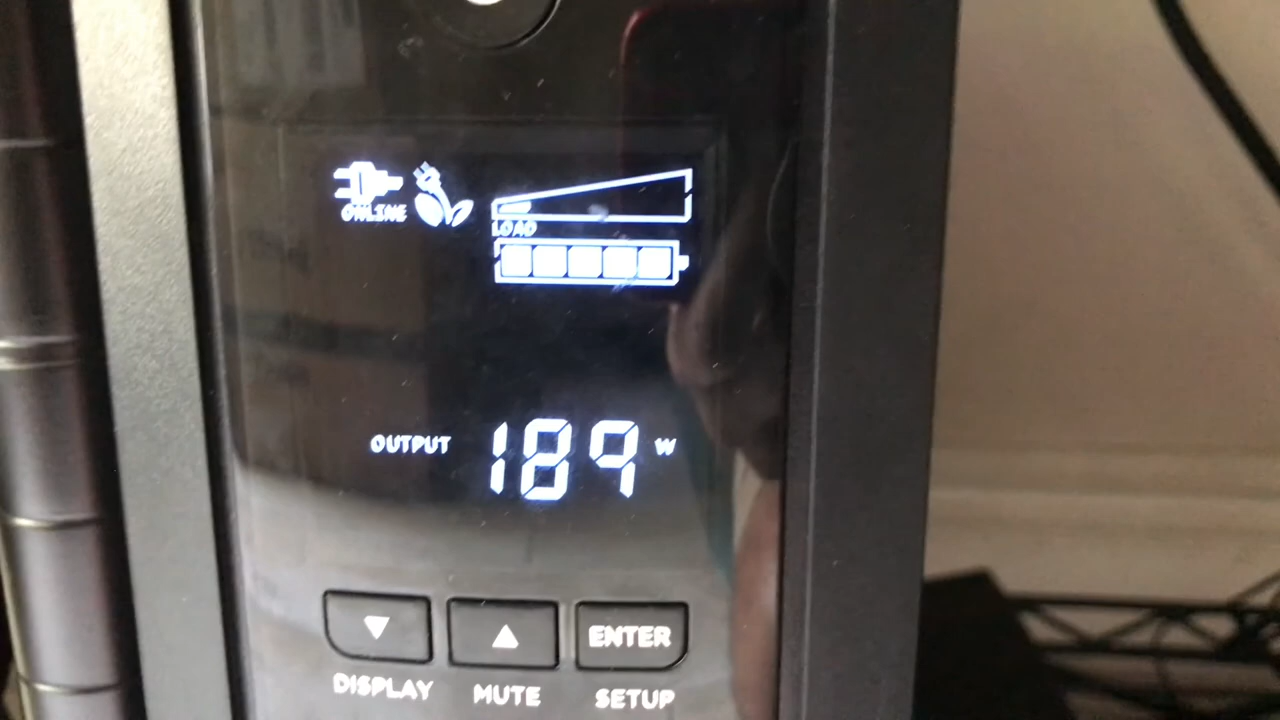 ONLINE
LOAD
OUTPUT 189 W
ENTER
DISPLAY MUTE SETUP